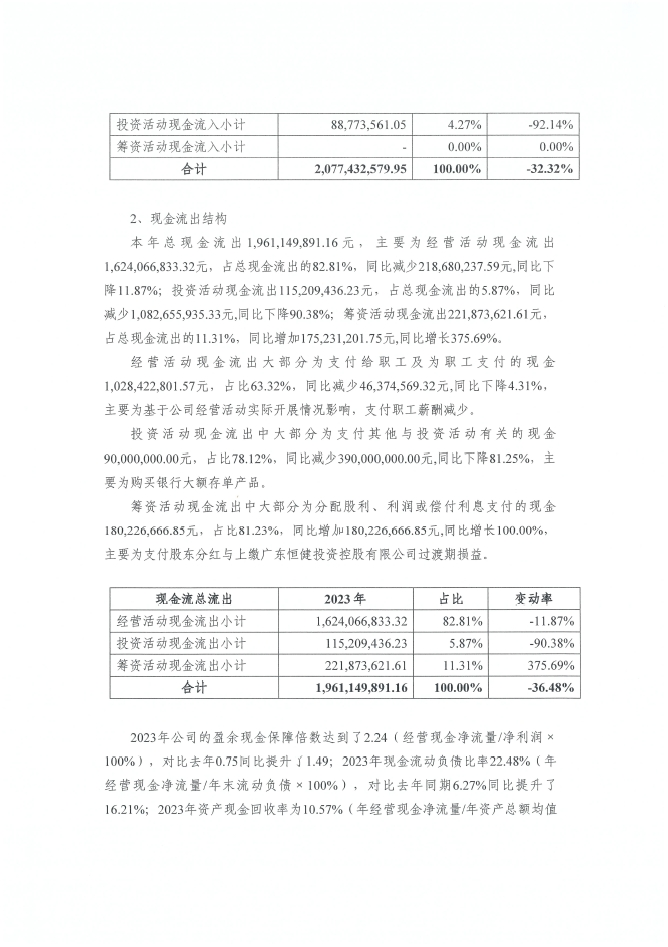 投资活动现金流入小计 88,773,561.05 4.27% -92.14%
筹资活动现金流入小计 - 0.00% 0.00%
合计 2,077,432,579.95 100.00% -32.32%
2、现金流出结构
本年总现金流出1,961,149,891.16元，主要为经营活动现金流出
1,624,066,833.32元，占总现金流出的82.81%，同比减少218,680,237.59元,同比下
降11.87%；投资活动现金流出115,209,436.23元，占总现金流出的5.87%，同比
减少1,082,655,935.33元,同比下降90.38%；筹资活动现金流出221,873,621.61元，
占总现金流出的11.31%，同比增加175,231,201.75元,同比增长375.69%。
经营活动现金流出大部分为支付给职工及为职工支付的现金
1,028,422,801.57元，占比63.32%，同比减少46,374,569.32元,同比下降4.31%，
主要为基于公司经营活动实际开展情况影响，支付职工薪酬减少。
投资活动现金流出中大部分为支付其他与投资活动有关的现金
90,000,000.00元，占比78.12%，同比减少390,000,000.00元,同比下降81.25%，主
要为购买银行大额存单产品。
筹资活动现金流出中大部分为分配股利、利润或偿付利息支付的现金
180,226,666.85元，占比81.23%，同比增加180,226,666.85元,同比增长100.00%，
主要为支付股东分红与上缴广东恒健投资控股有限公司过渡期损益。
现金流总流出 2023年 占比 变动率
经营活动现金流出小计 1,624,066,833.32 82.81% -11.87%
投资活动现金流出小计 115,209,436.23 5.87% -90.38%
筹资活动现金流出小计 221,873,621.61 11.31% 375.69%
合计 1,961,149,891.16 100.00% -36.48%
2023年公司的盈余现金保障倍数达到了2.24（经营现金净流量/净利润×
100%），对比去年0.75同比提升了1.49；2023年现金流动负债比率22.48%（年
经营现金净流量/年末流动负债×100%），对比去年同期6.27%同比提升了
16.21%；2023年资产现金回收率为10.57%（年经营现金净流量/年资产总额均值